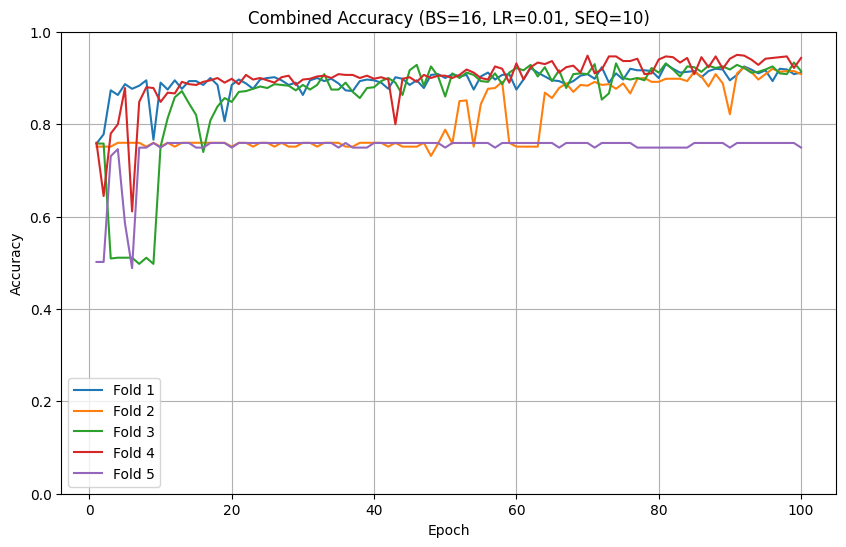 Combined Accuracy (BS=16, LR=0.01, SEQ=10)
1.0
0.8
0.6
0.4
0.2
0.0
Accuracy
Fold 1
Fold 2
Fold 3
Fold 4
Fold 5
0 20 40 60 80 100
Epoch